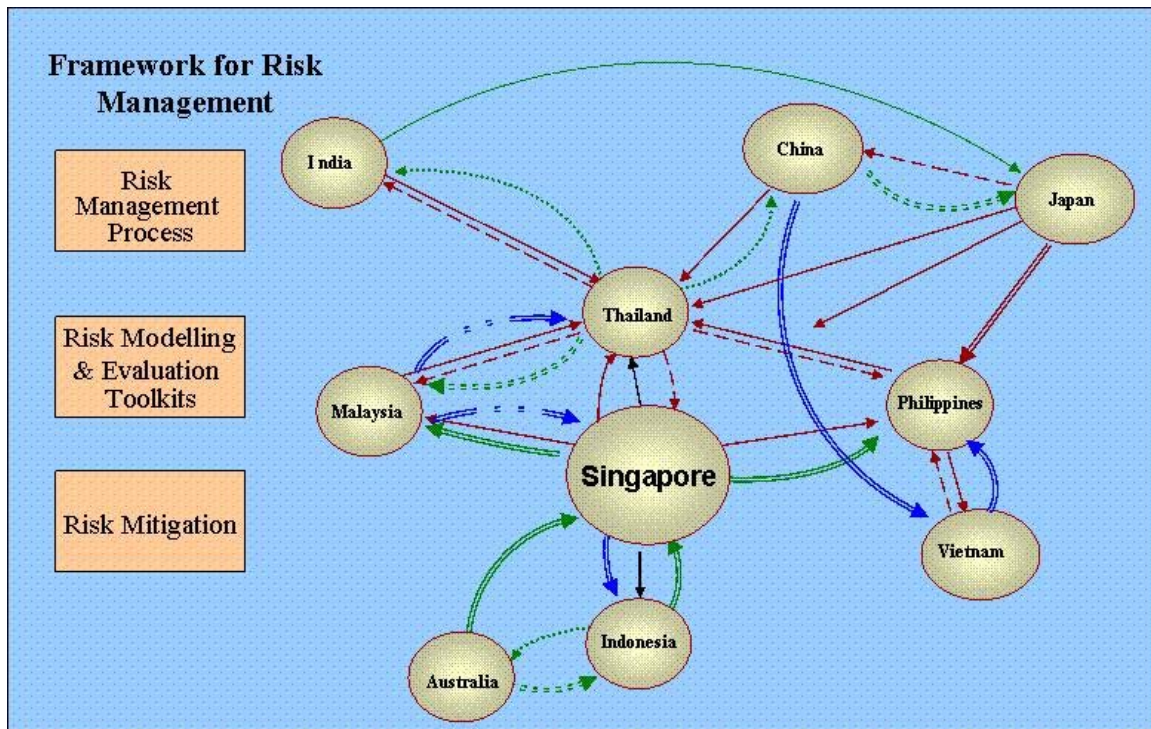 Framework for Risk
Management
Risk
Management
Process
Risk Modelling
& Evaluation
Toolkits
Risk Mitigation
India
China
Japan
Thailand
Malaysia
Philippines
Singapore
Vietnam
Indonesia
Australia